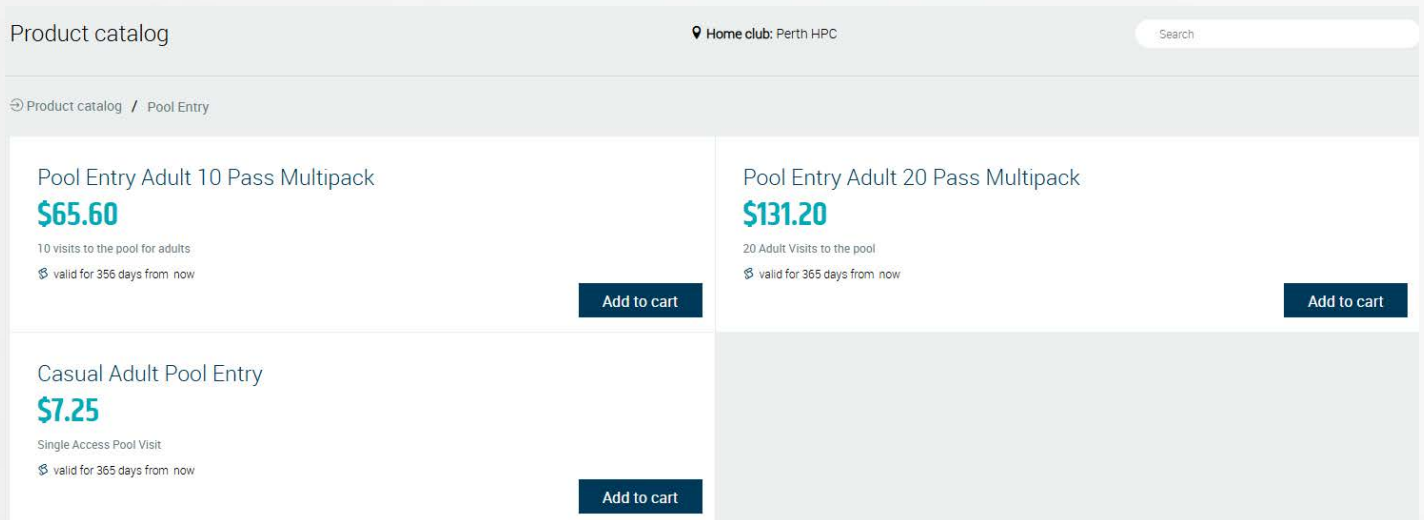 Product catalog
Home club: Perth HPC
Search
Product catalog / Pool Entry
Pool Entry Adult 10 Pass Multipack
$65.60
10 visits to the pool for adults
valid for 356 days from now
Add to cart
Pool Entry Adult 20 Pass Multipack
$131.20
20 Adult Visits to the pool
valid for 365 days from now
Add to cart
Casual Adult Pool Entry
$7.25
Single Access Pool Visit
valid for 365 days from now
Add to cart